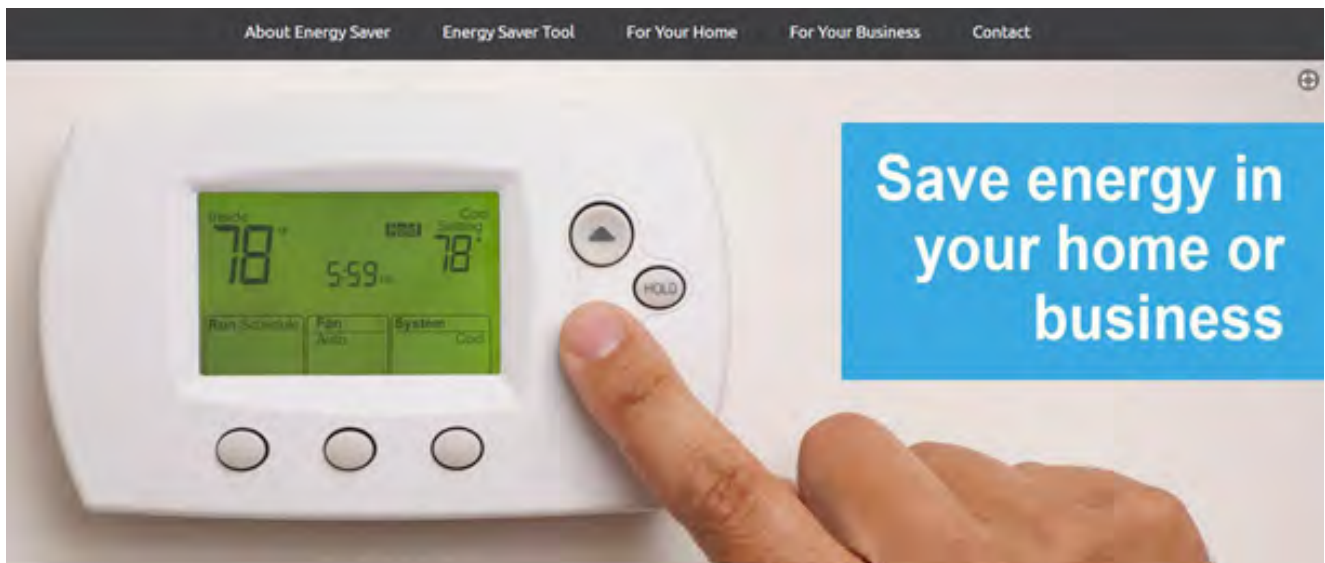 About Energy Saver Energy Saver Tool For Your Home For Your Business Contact
Save energy in
your home or
business
Inside Cool
78° Setting 78°
5:59
Run Schedule Fan System
Auto Cool
HOLD